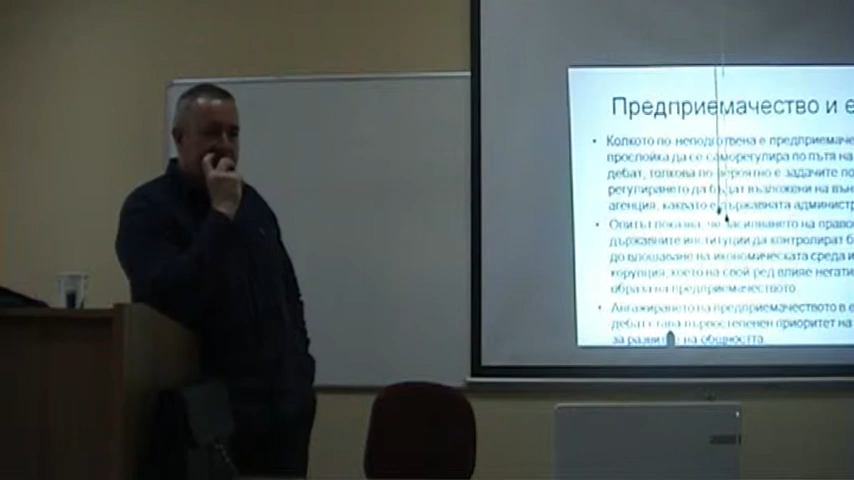 Предприемачество и е
Колкото по неподготвена е предприемаче
прослойка да се саморегулира по пътя на
дебат, толкова по вероятно е задачите по
регулирането да бъдат възложени на вън
агенция, каквато е държавната администр
Опитът показва, че засилването на право
държавните институции да контролират б
до влошаване на икономическата среда и
корупция, което на свой ред влияе негати
образа на предприемачеството
Ангажирането на предприемачеството в е
дебат става първостепенен приоритет на
за развитие на общността